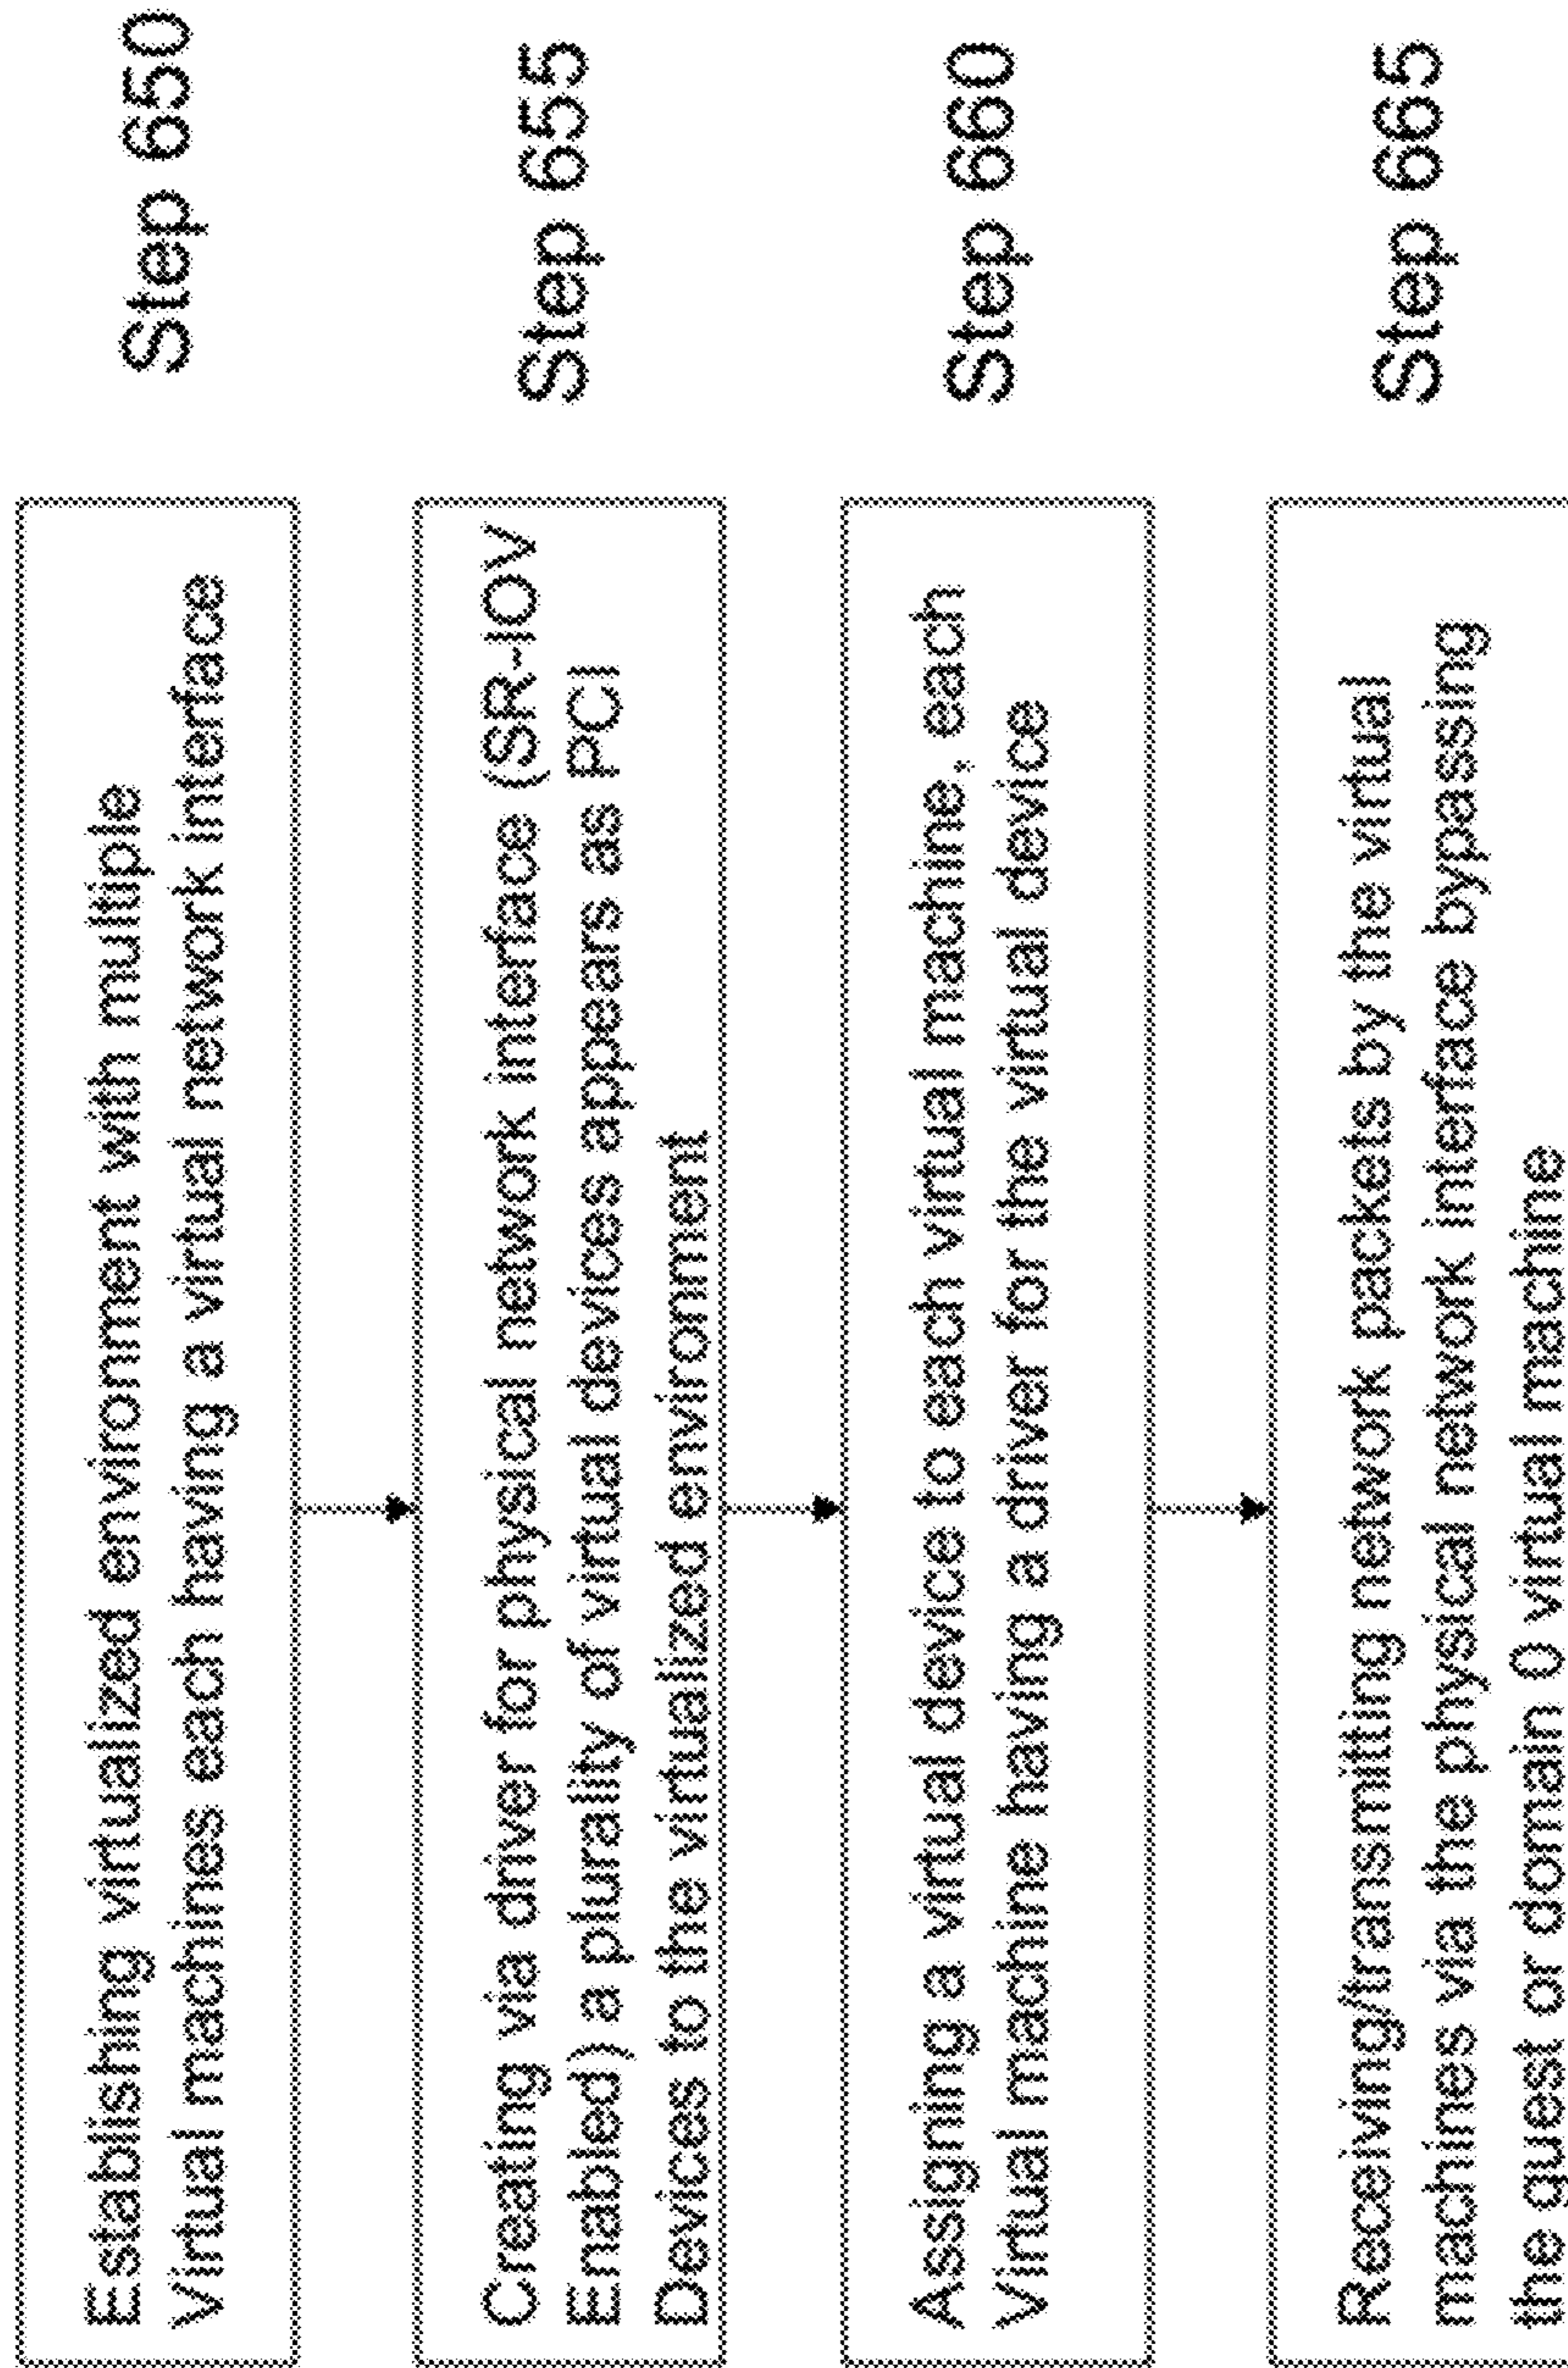 Establishing virtualized environment with multiple
Virtual machines each having a virtual network interface
Step 650
Creating via driver for physical network interface (SR-IOV
Enabled) a plurality of virtual devices appears as PCI
Devices to the virtualized environment
Step 655
Assigning a virtual device to each virtual machine, each
Virtual machine having a driver for the virtual device
Step 660
Receiving/transmitting network packets by the virtual
machines via the physical network interface bypassing
the guest or domain 0 virtual machine
Step 665